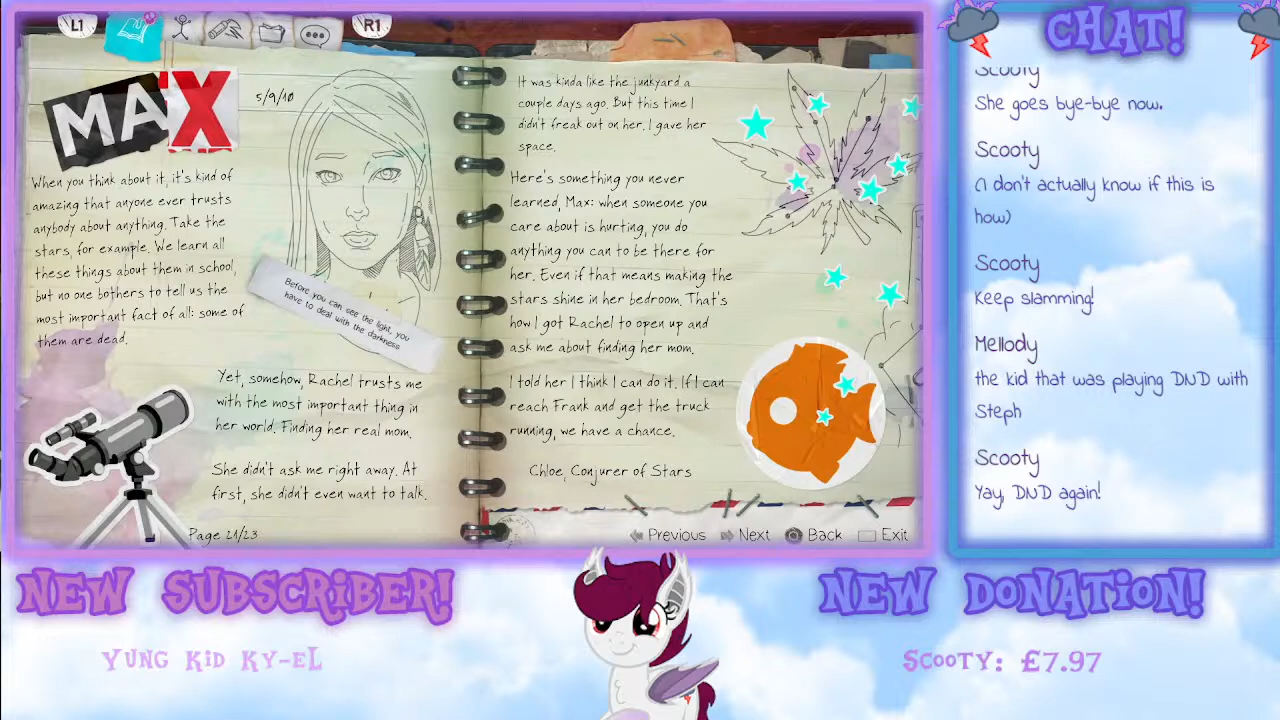 L1
R1
MAX
5/9/10
When you think about it, it's kind of
amazing that anyone ever trusts
anybody about anything. Take the
stars, for example. We learn all
these things about them in school,
but no one bothers to tell us the
most important fact of all: some of
them are dead.
Before you can see the light, you
have to deal with the darkness
Yet, somehow, Rachel trusts me
with the most important thing in
her world. Finding her real mom.
She didn't ask me right away. At
first, she didn't even want to talk.
Page 21/23
It was kinda like the junkyard a
couple days ago. But this time I
didn't freak out on her. I gave her
space.
Here's something you never
learned, Max: when someone you
care about is hurting, you do
anything you can to be there for
her. Even if that means making the
stars shine in her bedroom. That's
how I got Rachel to open up and
ask me about finding her mom.
I told her I think I can do it. If I can
reach Frank and get the truck
running, we have a chance.
Chloe, Conjurer of Stars
Previous
Next
Back
Exit
CHAT!
Scooty
She goes bye-bye now.
Scooty
(I don't actually know if this is
how)
Scooty
Keep slamming!
Mellody
the kid that was playing DND with
Steph
Scooty
Yay, DND again!
NEW SUBSCRIBER!
YUNG KID KY-EL
NEW DONATION!
SCOOTY: £7.97